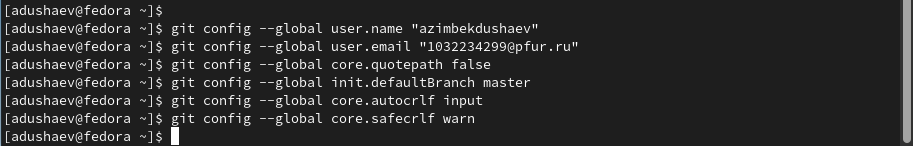 [adushaev@fedora ~]$
[adushaev@fedora ~]$ git config --global user.name "azimbekdushaev"
[adushaev@fedora ~]$ git config --global user.email "1032234299@pfur.ru"
[adushaev@fedora ~]$ git config --global core.quotepath false
[adushaev@fedora ~]$ git config --global init.defaultBranch master
[adushaev@fedora ~]$ git config --global core.autocrlf input
[adushaev@fedora ~]$ git config --global core.safecrlf warn
[adushaev@fedora ~]$